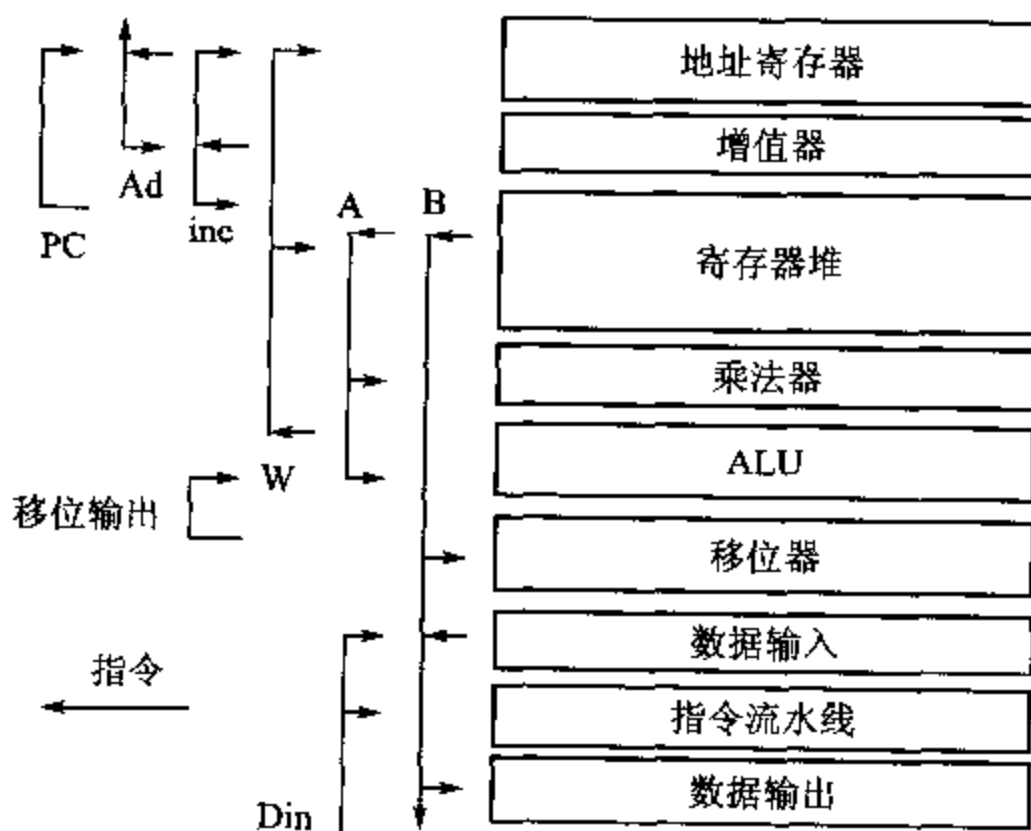 地址寄存器
增值器
Ad
A
B
PC
inc
寄存器堆
乘法器
W
ALU
移位输出
移位器
数据输入
指令
指令流水线
Din
数据输出